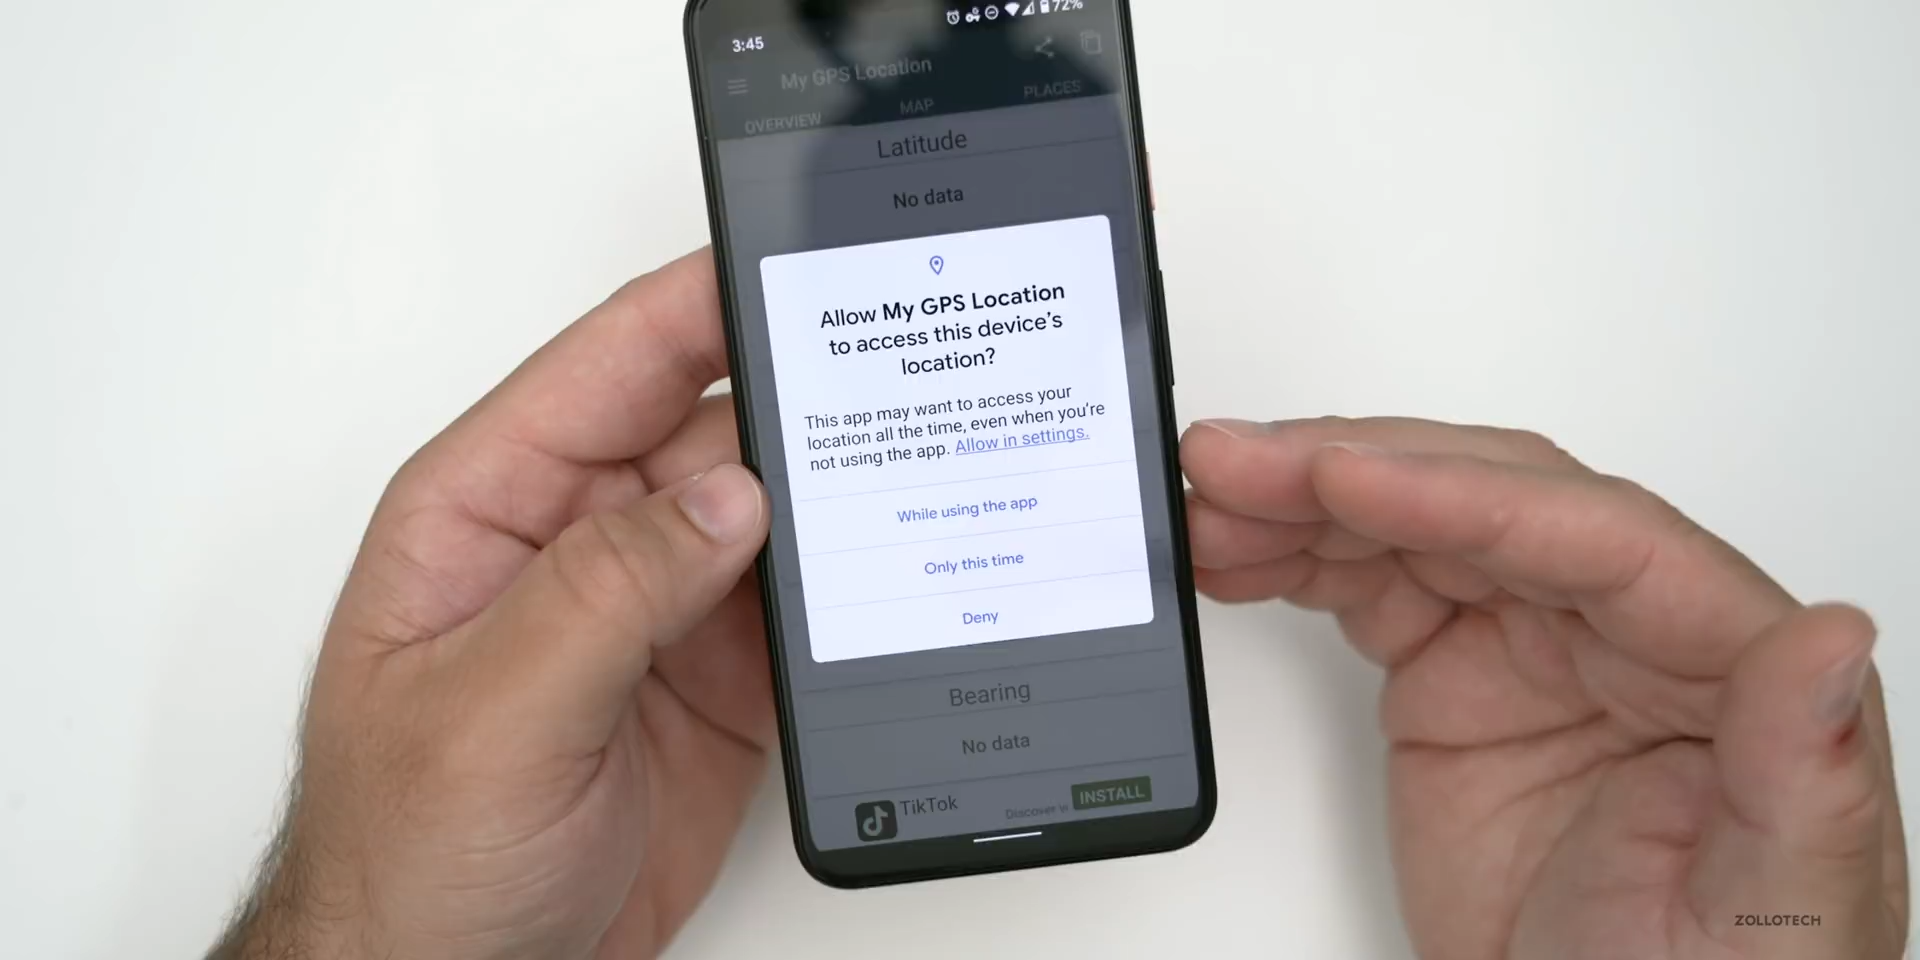 3:45
72%
My GPS Location
OVERVIEW
MAP
PLACES
Latitude
No data
Allow My GPS Location
to access this device's
location?
This app may want to access your
location all the time, even when you're
not using the app. Allow in settings.
While using the app
Only this time
Deny
Bearing
No data
TikTok
Discover
INSTALL
ZOLLOTECH